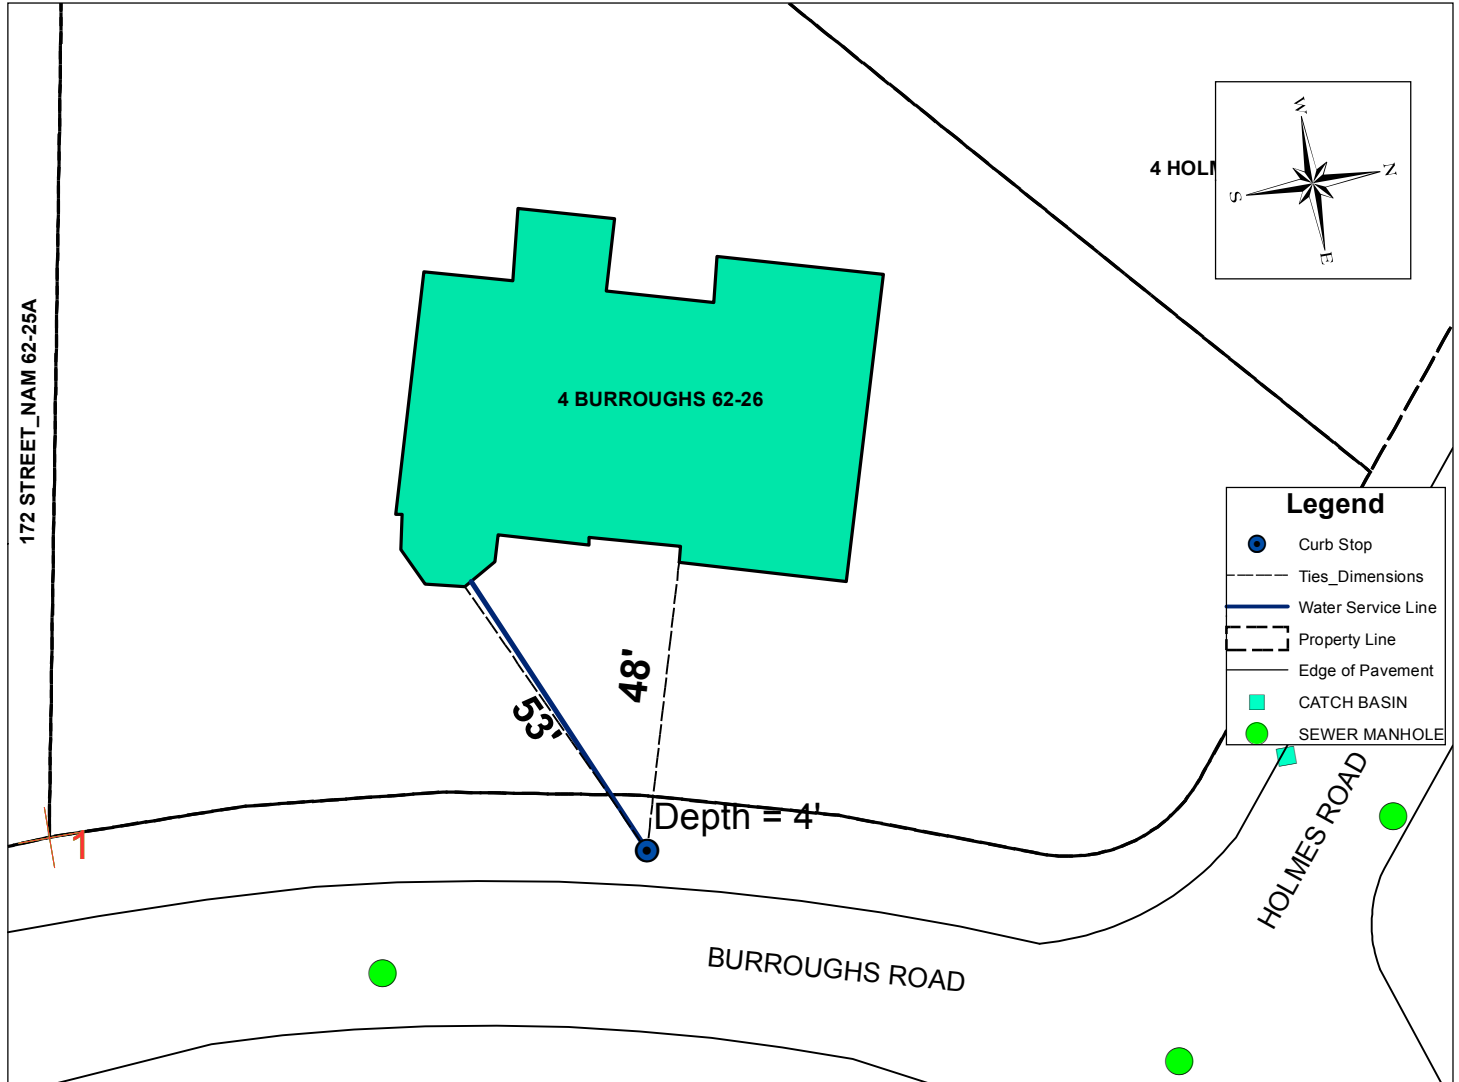 4 HOLM
W
N
S
E
172 STREET_NAM 62-25A
4 BURROUGHS 62-26
Legend
Curb Stop
Ties_Dimensions
Water Service Line
Property Line
Edge of Pavement
CATCH BASIN
SEWER MANHOLE
48'
53'
Depth = 4'
1
HOLMES ROAD
BURROUGHS ROAD